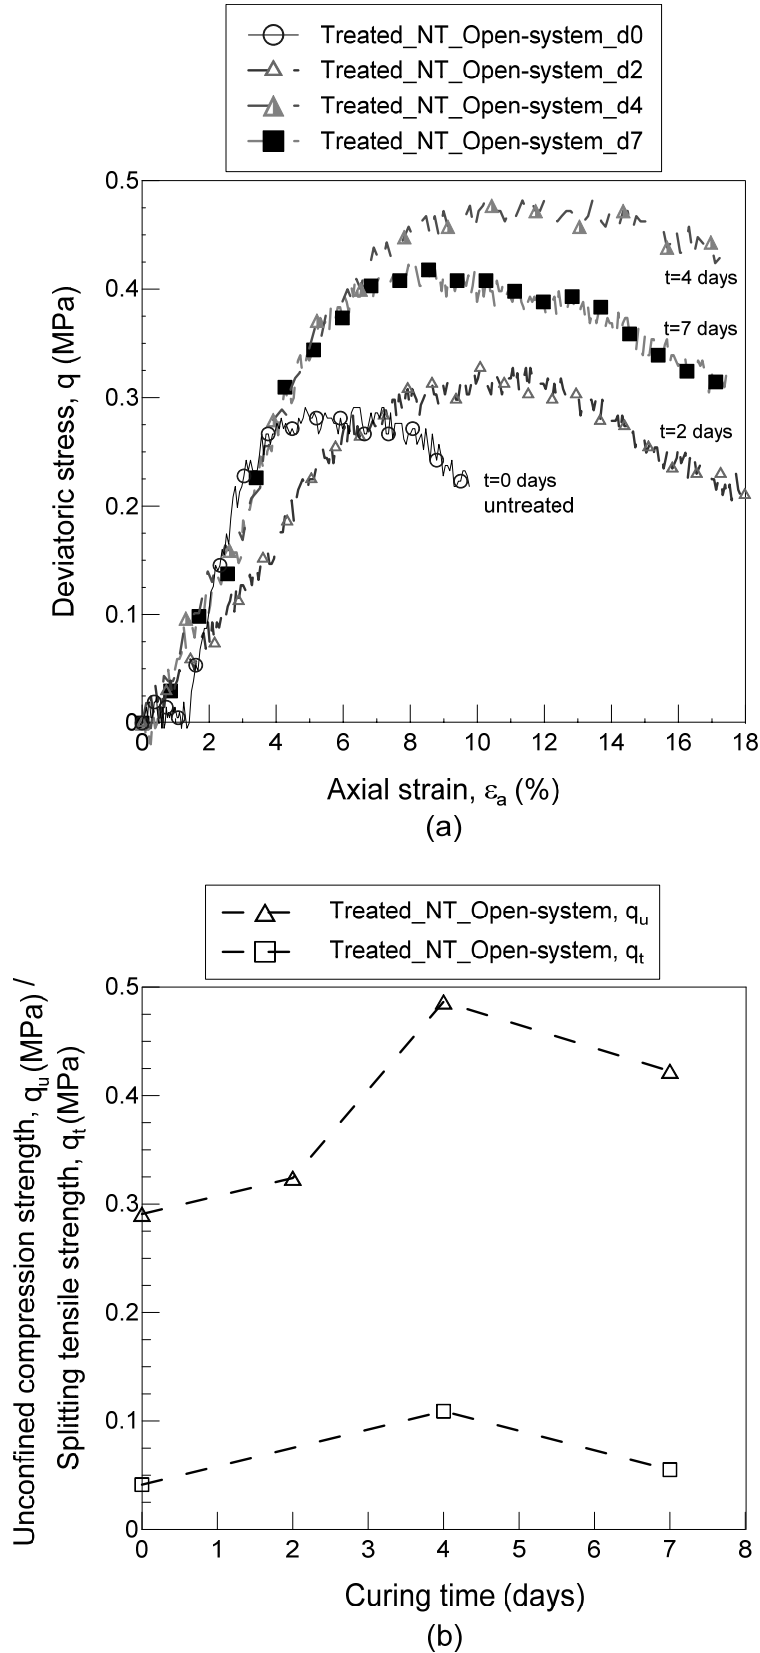 Treated_NT_Open-system_d0
Treated_NT_Open-system_d2
Treated_NT_Open-system_d4
Treated_NT_Open-system_d7
0.5
0.4
0.3
0.2
0.1
0
Deviatoric stress, q (MPa)
t=4 days
t=7 days
t=2 days
t=0 days
untreated
0 2 4 6 8 10 12 14 16 18
Axial strain, εa (%)
(a)
Treated_NT_Open-system, qu
Treated_NT_Open-system, qt
Unconfined compression strength, qu (MPa) /
Splitting tensile strength, qt (MPa)
0.5
0.4
0.3
0.2
0.1
0
0 1 2 3 4 5 6 7 8
Curing time (days)
(b)